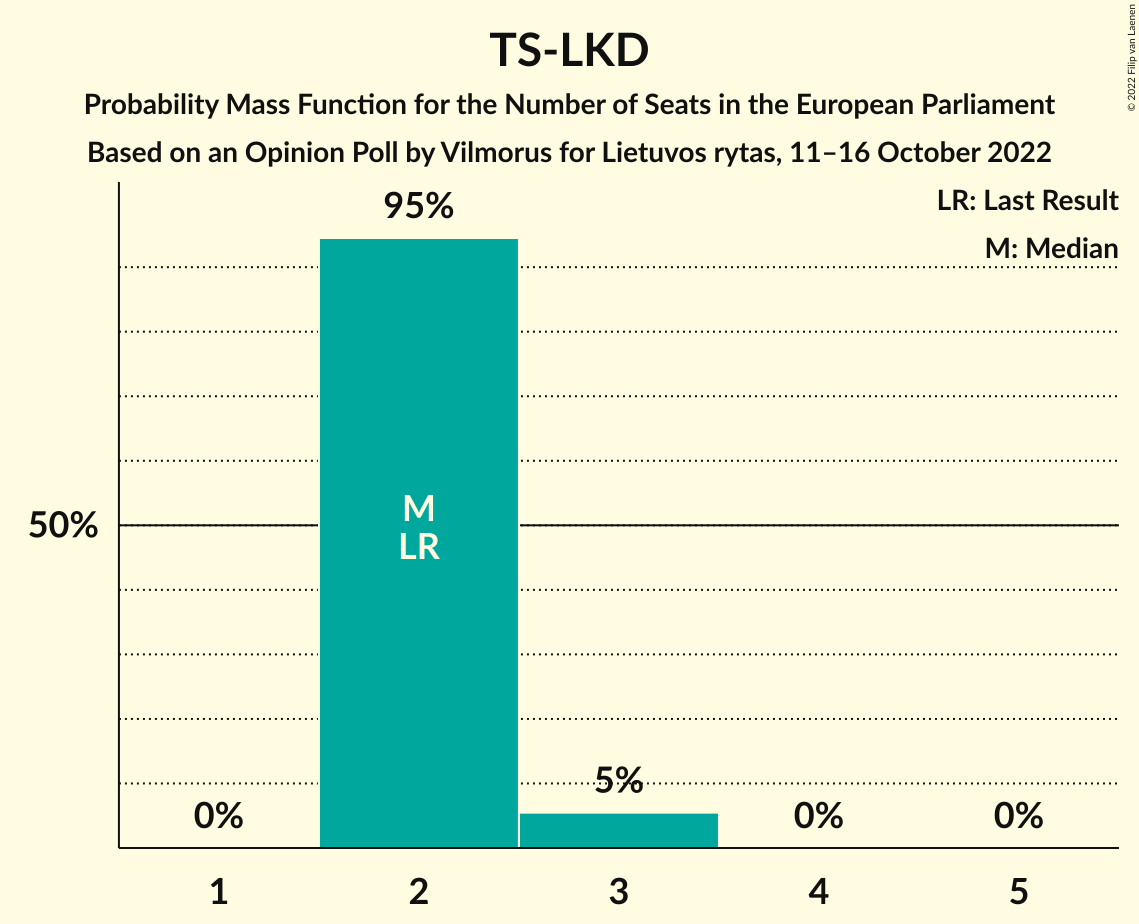 TS-LKD
Probability Mass Function for the Number of Seats in the European Parliament
Based on an Opinion Poll by Vilmorus for Lietuvos rytas, 11–16 October 2022
© 2022 Filip van Laenen
LR: Last Result
M: Median
95%
50%
M
LR
5%
0%
0%
0%
1
2
3
4
5